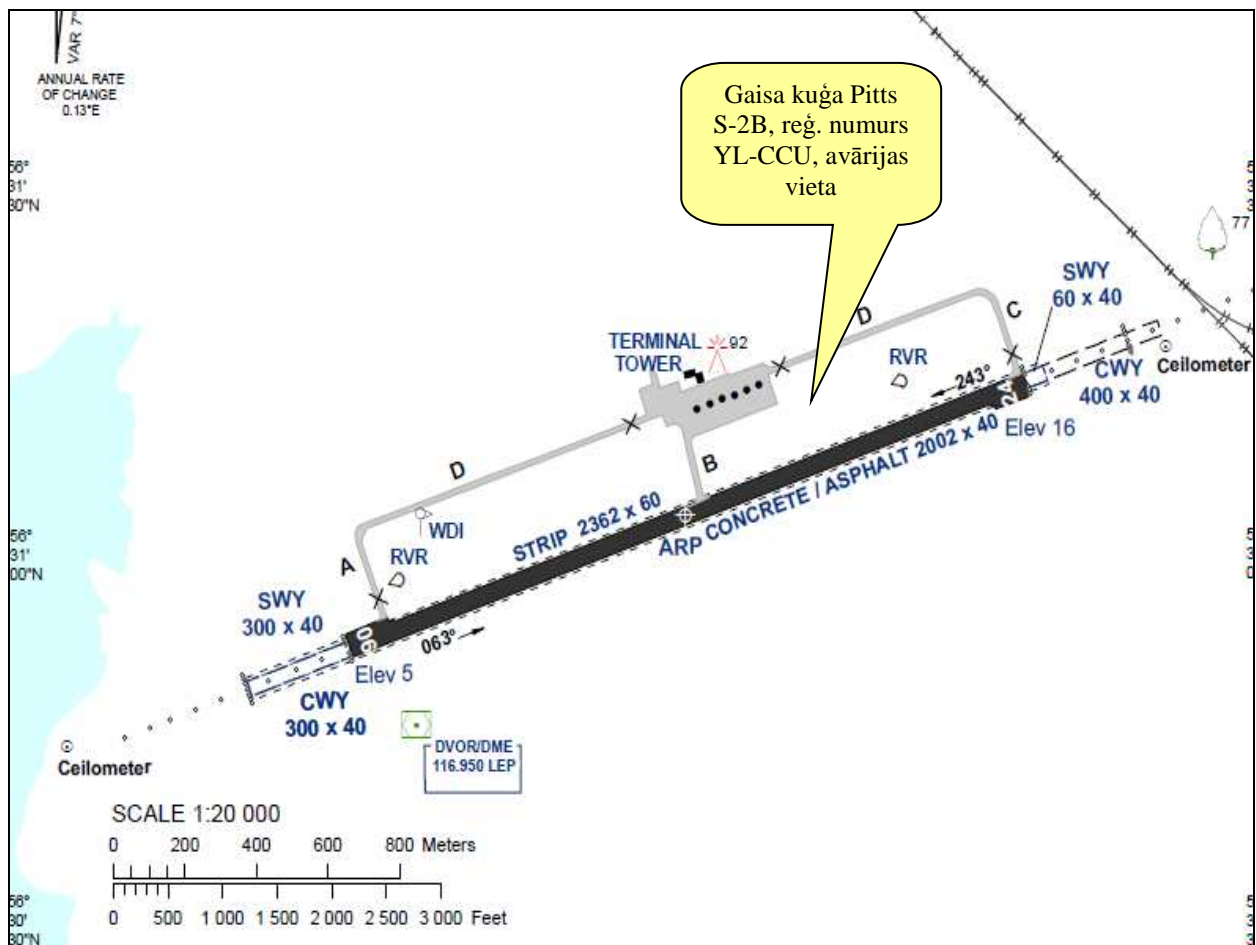 VAR 7°
ANNUAL RATE
OF CHANGE
0.13°E
Gaisa kuģa Pitts
S-2B, reģ. numurs
YL-CCU, avārijas
vieta
56°
31'
30"N
77
SWY
60 x 40
C
D
TERMINAL
TOWER
92
RVR
243°
CWY
400 x 40
Ceilometer
24
Elev 16
D
B
STRIP 2362 x 60
ARP
CONCRETE / ASPHALT 2002 x 40
WDI
56°
31'
00"N
RVR
A
SWY
300 x 40
06
063°
Elev 5
CWY
300 x 40
DVOR/DME
116.950 LEP
Ceilometer
SCALE 1:20 000
0 200 400 600 800 Meters
0 500 1 000 1 500 2 000 2 500 3 000 Feet
56°
30'
30"N